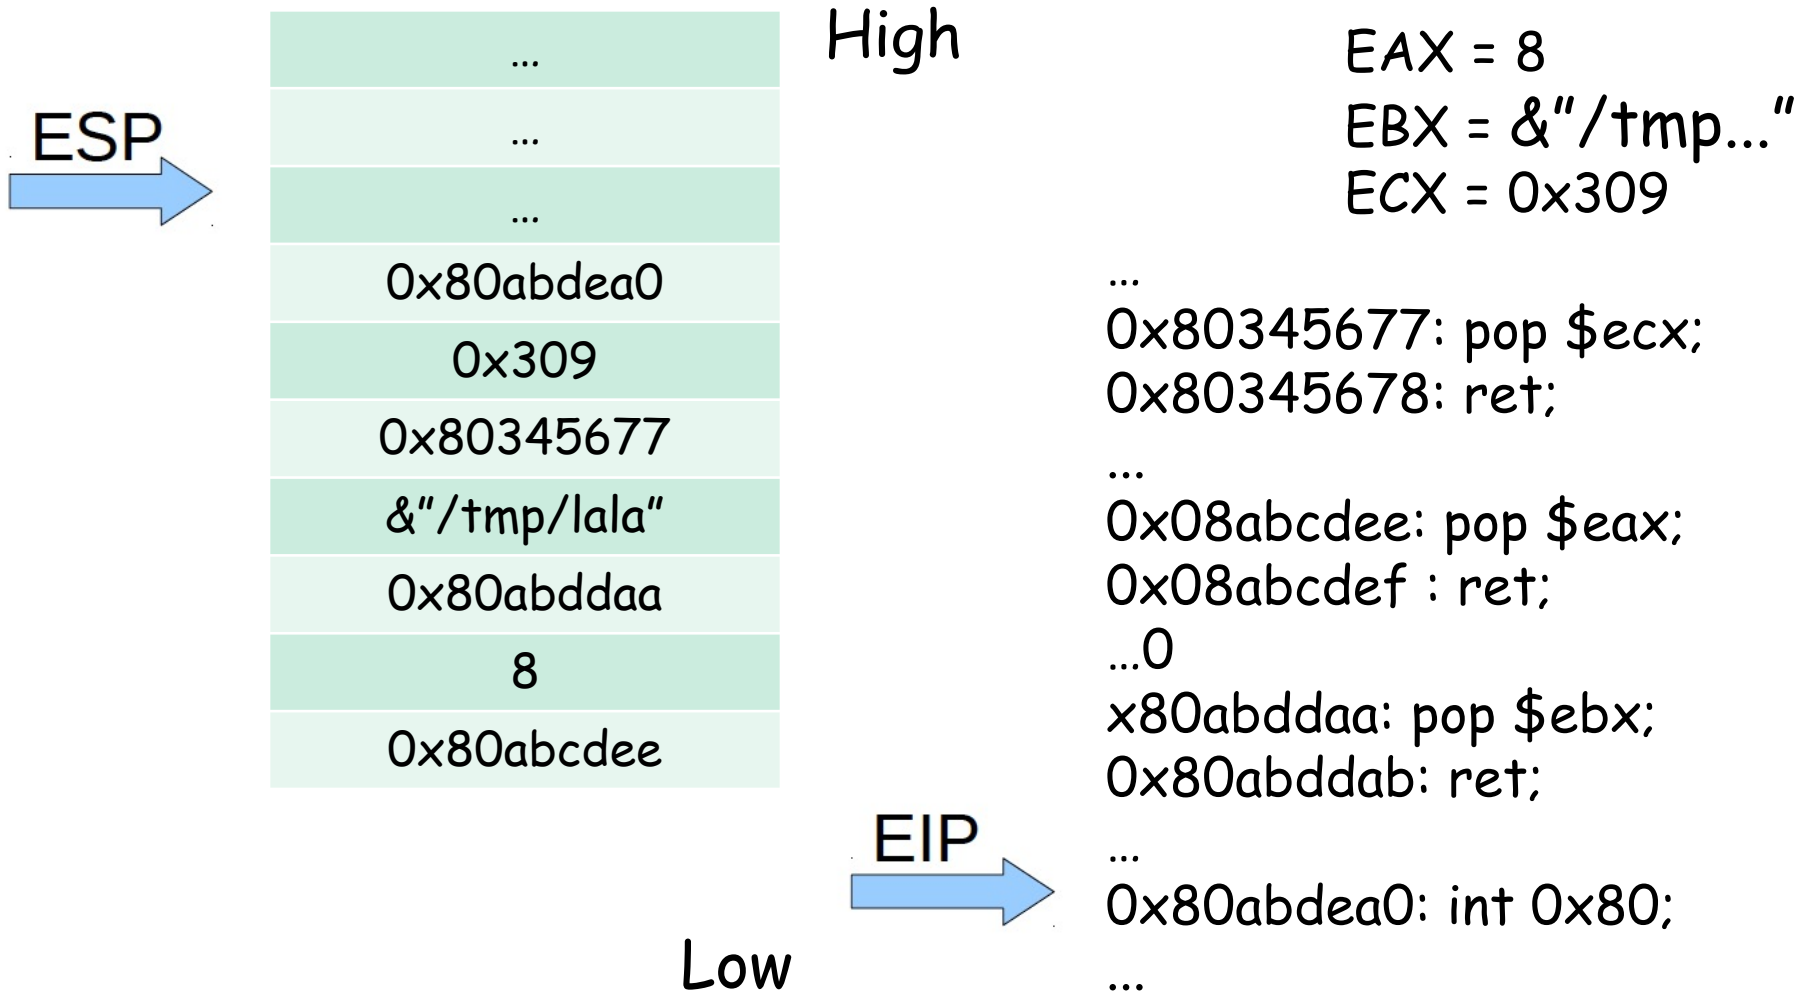 High
ESP
…
…
…
0x80abdea0
0x309
0x80345677
&"/tmp/lala"
0x80abddaa
8
0x80abcdee
Low
EAX = 8
EBX = &"/tmp…"
ECX = 0x309
…
0x80345677: pop $ecx;
0x80345678: ret;
…
0x08abcdee: pop $eax;
0x08abcdef : ret;
…0
x80abddaa: pop $ebx;
0x80abddab: ret;
…
EIP
0x80abdea0: int 0x80;
…